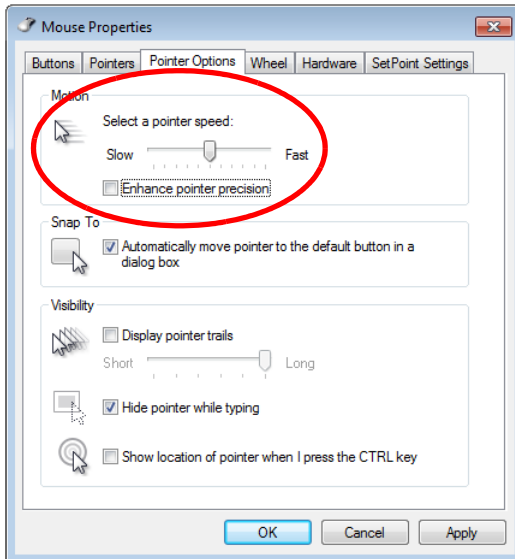 Mouse Properties
Buttons Pointers Pointer Options Wheel Hardware SetPoint Settings
Motion
Select a pointer speed:
Slow Fast
Enhance pointer precision
Snap To
Automatically move pointer to the default button in a
dialog box
Visibility
Display pointer trails
Short Long
Hide pointer while typing
Show location of pointer when I press the CTRL key
OK Cancel Apply